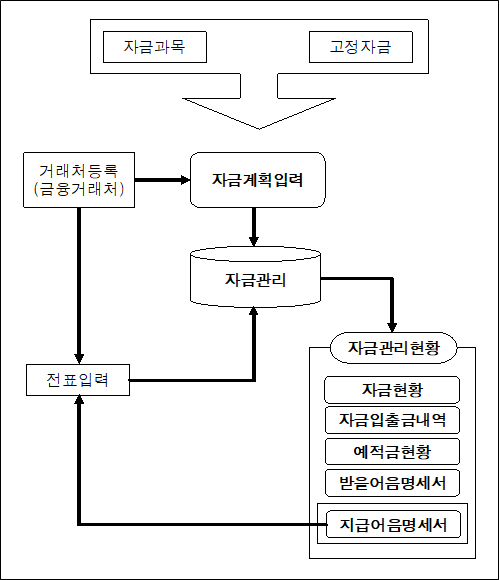 자금과목
고정자금
거래처등록
(금융거래처)
자금계획입력
자금관리
자금관리현황
전표입력
자금현황
자금입출금내역
예적금현황
받을어음명세서
지급어음명세서